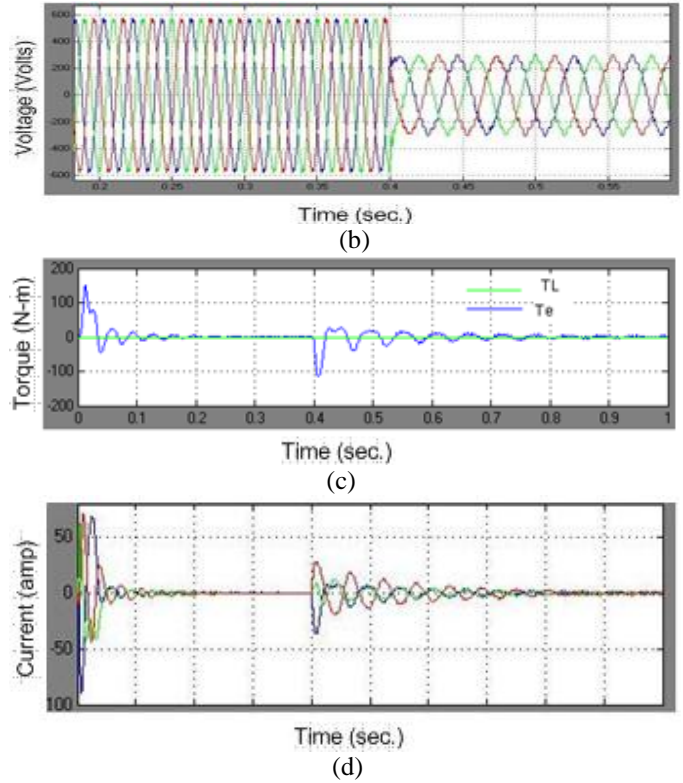 Voltage (Volts)
600
400
200
0
-200
-400
-600
0.2 0.25 0.3 0.35 0.4 0.45 0.5 0.55
Time (sec.)
(b)
Torque (N-m)
200
100
0
-100
-200
TL
Te
0 0.1 0.2 0.3 0.4 0.5 0.6 0.7 0.8 0.9 1
Time (sec.)
(c)
Current (amp)
50
0
-50
100
Time (sec.)
(d)